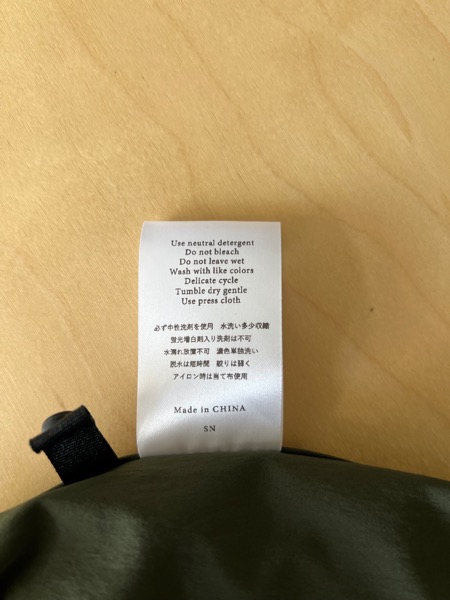 Use neutral detergent
Do not bleach
Do not leave wet
Wash with like colors
Delicate cycle
Tumble dry gentle
Use press cloth
必ず中性洗剤を使用　水洗い多少収縮
蛍光増白剤入り洗剤は不可
水濡れ放置不可　濃色単独洗い
脱水は短時間　絞りは弱く
アイロン時は当て布使用
Made in CHINA
SN